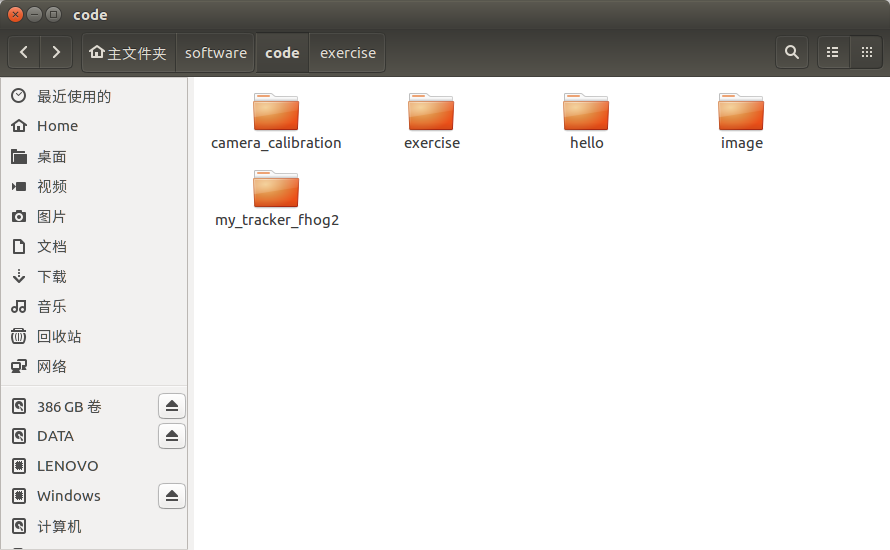 code
主文件夹 software code exercise
最近使用的
Home
桌面
视频
图片
文档
下载
音乐
回收站
网络
386 GB 卷
DATA
LENOVO
Windows
计算机
camera_calibration exercise hello image
my_tracker_fhog2